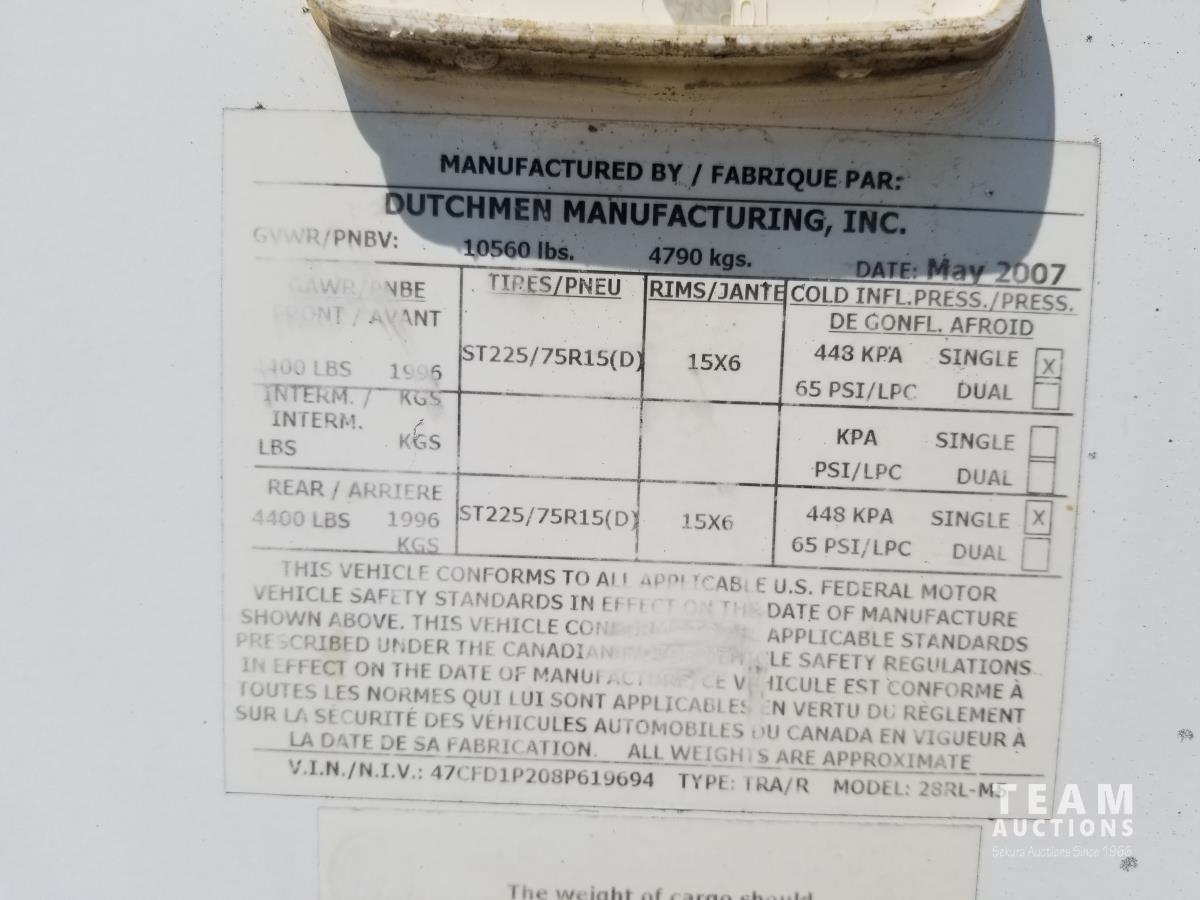 MANUFACTURED BY / FABRIQUE PAR:
DUTCHMEN MANUFACTURING, INC.
GVWR/PNBV: 10560 lbs. 4790 kgs. DATE: May 2007
GAWR/PNBE TIRES/PNEU RIMS/JANTE COLD INFL.PRESS./PRESS.
FRONT / AVANT DE GONFL. AFROID
4400 LBS 1996 ST225/75R15(D) 15X6 448 KPA SINGLE X
KGS 65 PSI/LPC DUAL
INTERM. /
INTERM. KPA SINGLE
LBS KGS PSI/LPC DUAL
REAR / ARRIERE
4400 LBS 1996 ST225/75R15(D) 15X6 448 KPA SINGLE X
KGS 65 PSI/LPC DUAL
THIS VEHICLE CONFORMS TO ALL APPLICABLE U.S. FEDERAL MOTOR
VEHICLE SAFETY STANDARDS IN EFFECT ON THE DATE OF MANUFACTURE
SHOWN ABOVE. THIS VEHICLE APPLICABLE STANDARDS
PRESCRIBED UNDER THE CANADIAN SAFETY REGULATIONS
IN EFFECT ON THE DATE OF MANUFACTURE/CE VEHICULE EST CONFORME À
TOUTES LES NORMES QUI LUI SONT APPLICABLES EN VERTU DU RÈGLEMENT
SUR LA SÉCURITÉ DES VÉHICULES AUTOMOBILES DU CANADA EN VIGUEUR À
LA DATE DE SA FABRICATION. ALL WEIGHTS ARE APPROXIMATE
V.I.N./N.I.V.: 47CFD1P208P619694 TYPE: TRA/R MODEL: 28RL-M5
TEAM
AUCTIONS
Sekura Auctions Since 1966
The weight of cargo should